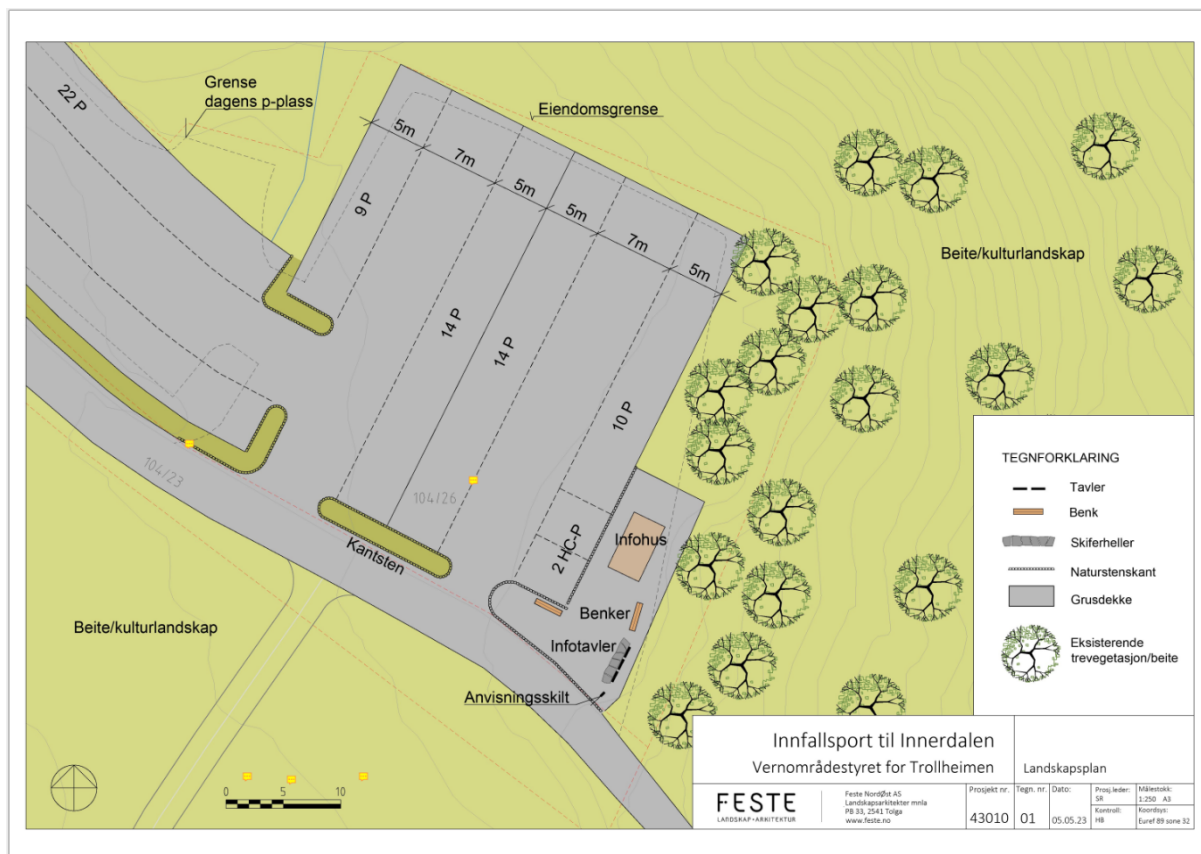 Grense
dagens p-plass
22 P
Eiendomsgrense
5m
7m
5m
5m
7m
5m
9 P
14 P
14 P
10 P
2 HC-P
Beite/kulturlandskap
104/23
104/26
Kantsten
Infohus
Benker
Infotavler
Anvisningsskilt
Beite/kulturlandskap
0 5 10
TEGNFORKLARING
Tavler
Benk
Skiferheller
Naturstenskant
Grusdekke
Eksisterende
trevegetasjon/beite
Innfallsport til Innerdalen
Vernområdestyret for Trollheimen
Landskapsplan
FESTE
LANDSKAP•ARKITEKTUR
Feste NordØst AS
Landskapsarkitekter mnla
PB 33, 2541 Tolga
www.feste.no
Prosjekt nr.
43010
Tegn. nr.
01
Dato:
05.05.23
Prosj.leder:
SR
Kontroll:
HB
Målestokk:
1:250 A3
Koordsys:
Euref 89 sone 32